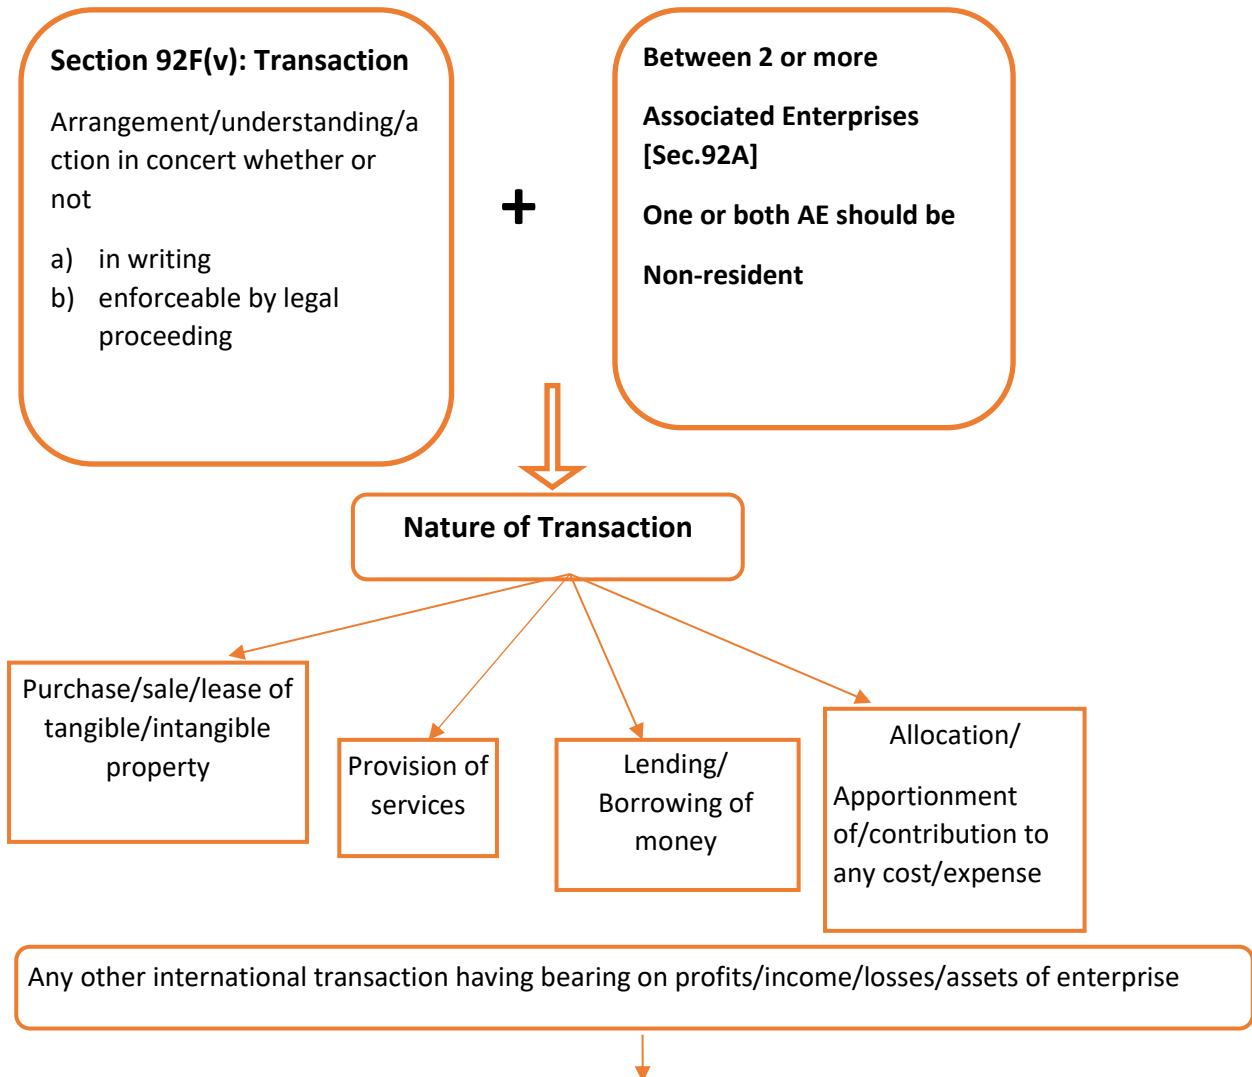 Section 92F(v): Transaction
Arrangement/understanding/a
ction in concert whether or
not
a) in writing
b) enforceable by legal
proceeding
+
Between 2 or more
Associated Enterprises
[Sec.92A]
One or both AE should be
Non-resident
Nature of Transaction
Purchase/sale/lease of
tangible/intangible
property
Provision of
services
Lending/
Borrowing of
money
Allocation/
Apportionment
of/contribution to
any cost/expense
Any other international transaction having bearing on profits/income/losses/assets of enterprise